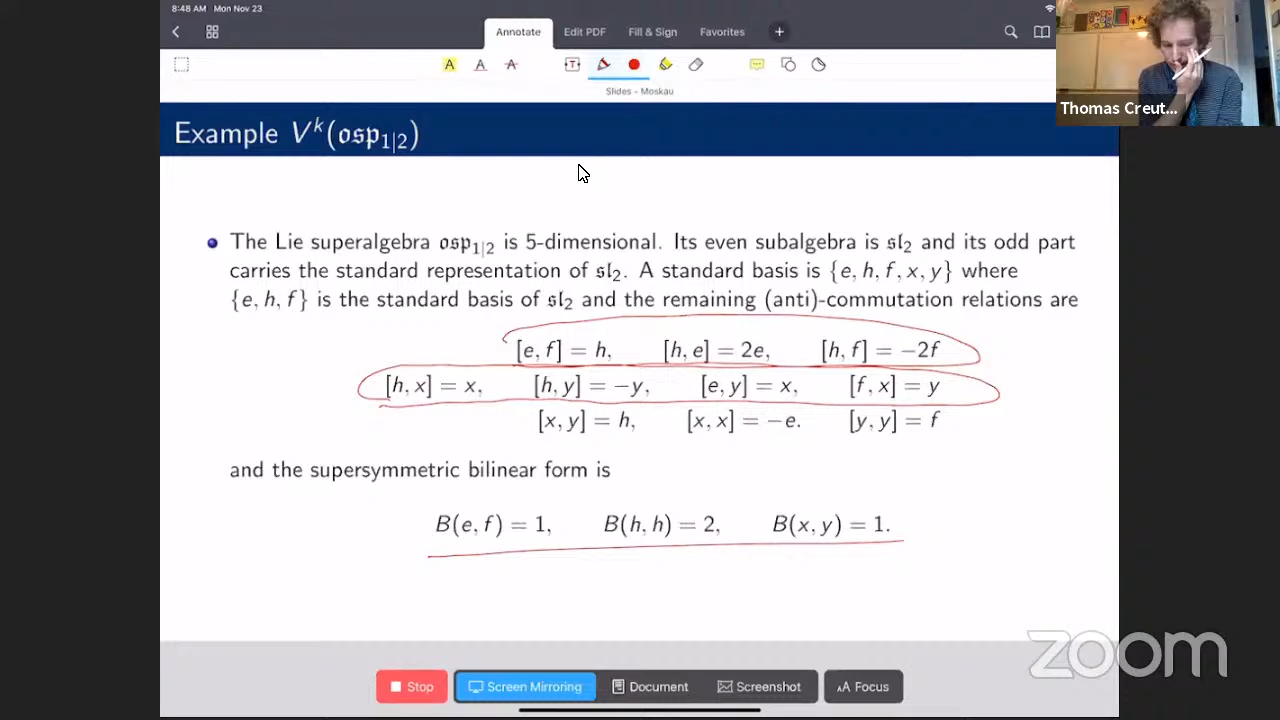 8:48 AM Mon Nov 23
Annotate Edit PDF Fill & Sign Favorites
Slides - Moskau
Thomas Creut...
Example V^k(𝔬𝔰𝔭_{1|2})
The Lie superalgebra 𝔬𝔰𝔭_{1|2} is 5-dimensional. Its even subalgebra is 𝔰𝔩_2 and its odd part
carries the standard representation of 𝔰𝔩_2. A standard basis is {e, h, f, x, y} where
{e, h, f} is the standard basis of 𝔰𝔩_2 and the remaining (anti)-commutation relations are
[e, f] = h, [h, e] = 2e, [h, f] = −2f
[h, x] = x, [h, y] = −y, [e, y] = x, [f, x] = y
[x, y] = h, [x, x] = −e. [y, y] = f
and the supersymmetric bilinear form is
B(e, f) = 1, B(h, h) = 2, B(x, y) = 1.
zoom
Stop Screen Mirroring Document Screenshot Focus